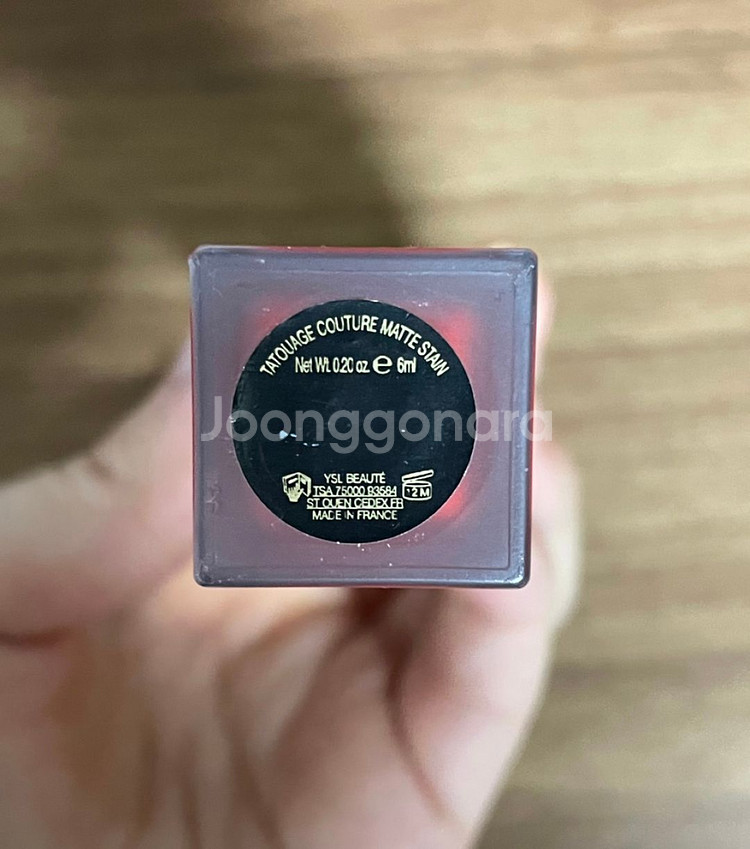 TATOUAGE COUTURE MATTE STAIN
Net Wt. 0.20 oz. ℮ 6ml
Joonggonara
YSL BEAUTÉ
TSA 75000 93584
ST OUEN CEDEX FR
MADE IN FRANCE
12M